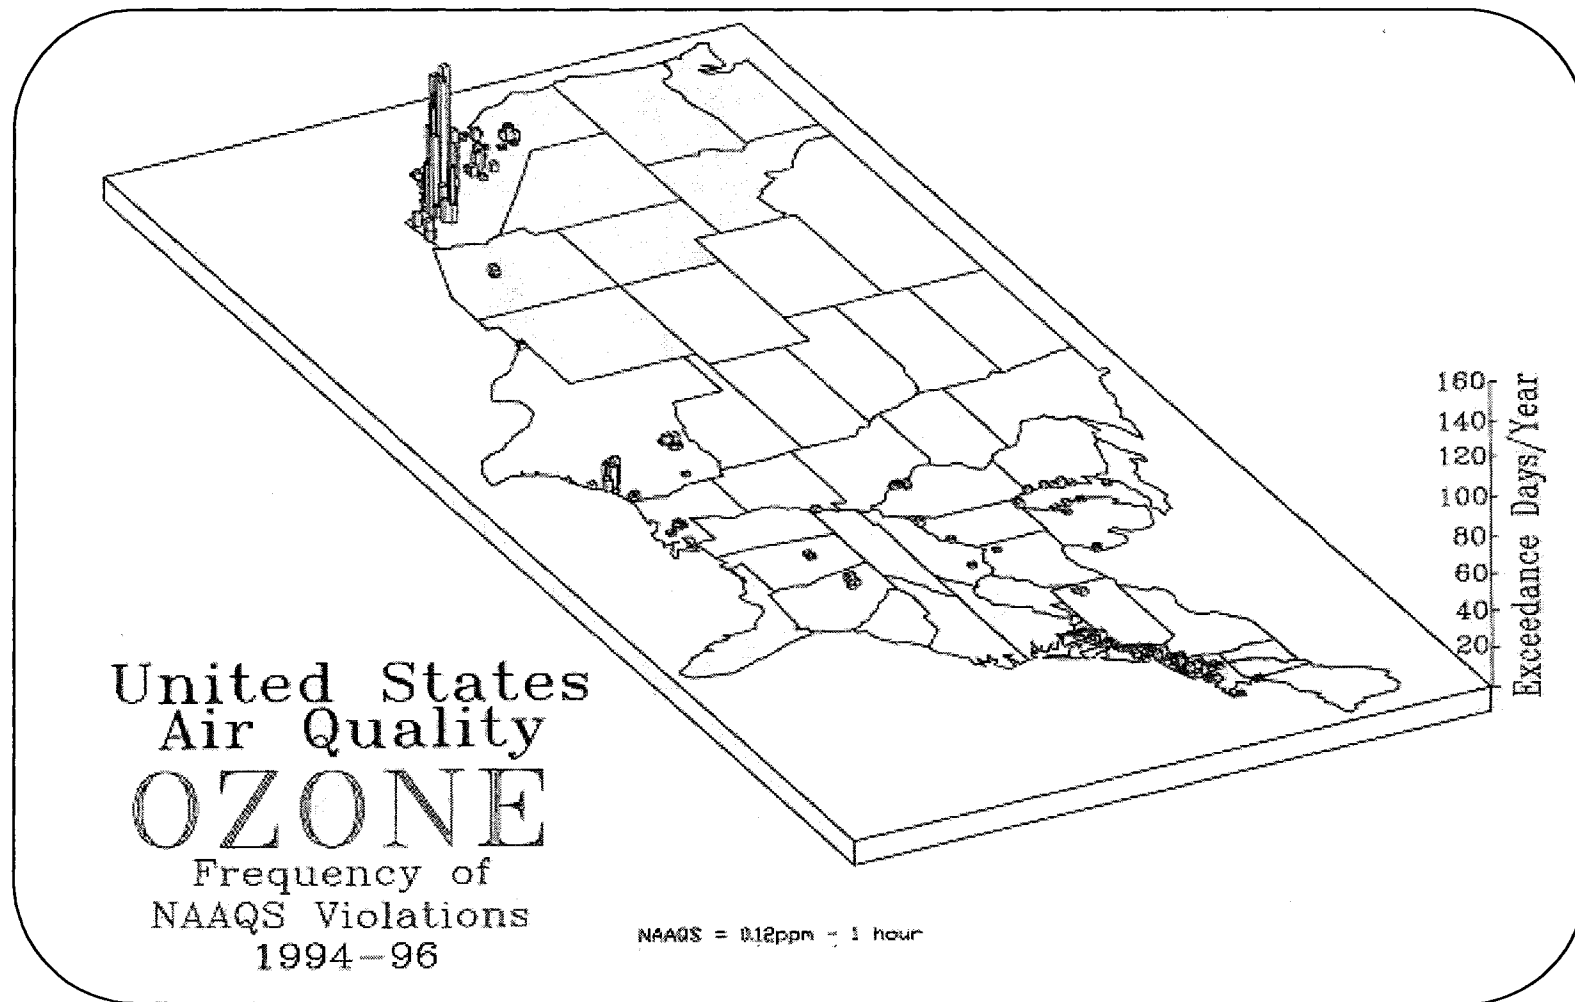 160
140
120
100
80
60
40
20
Exceedance Days/Year
United States
Air Quality
OZONE
Frequency of
NAAQS Violations
1994-96
NAAQS = 0.12ppm - 1 hour